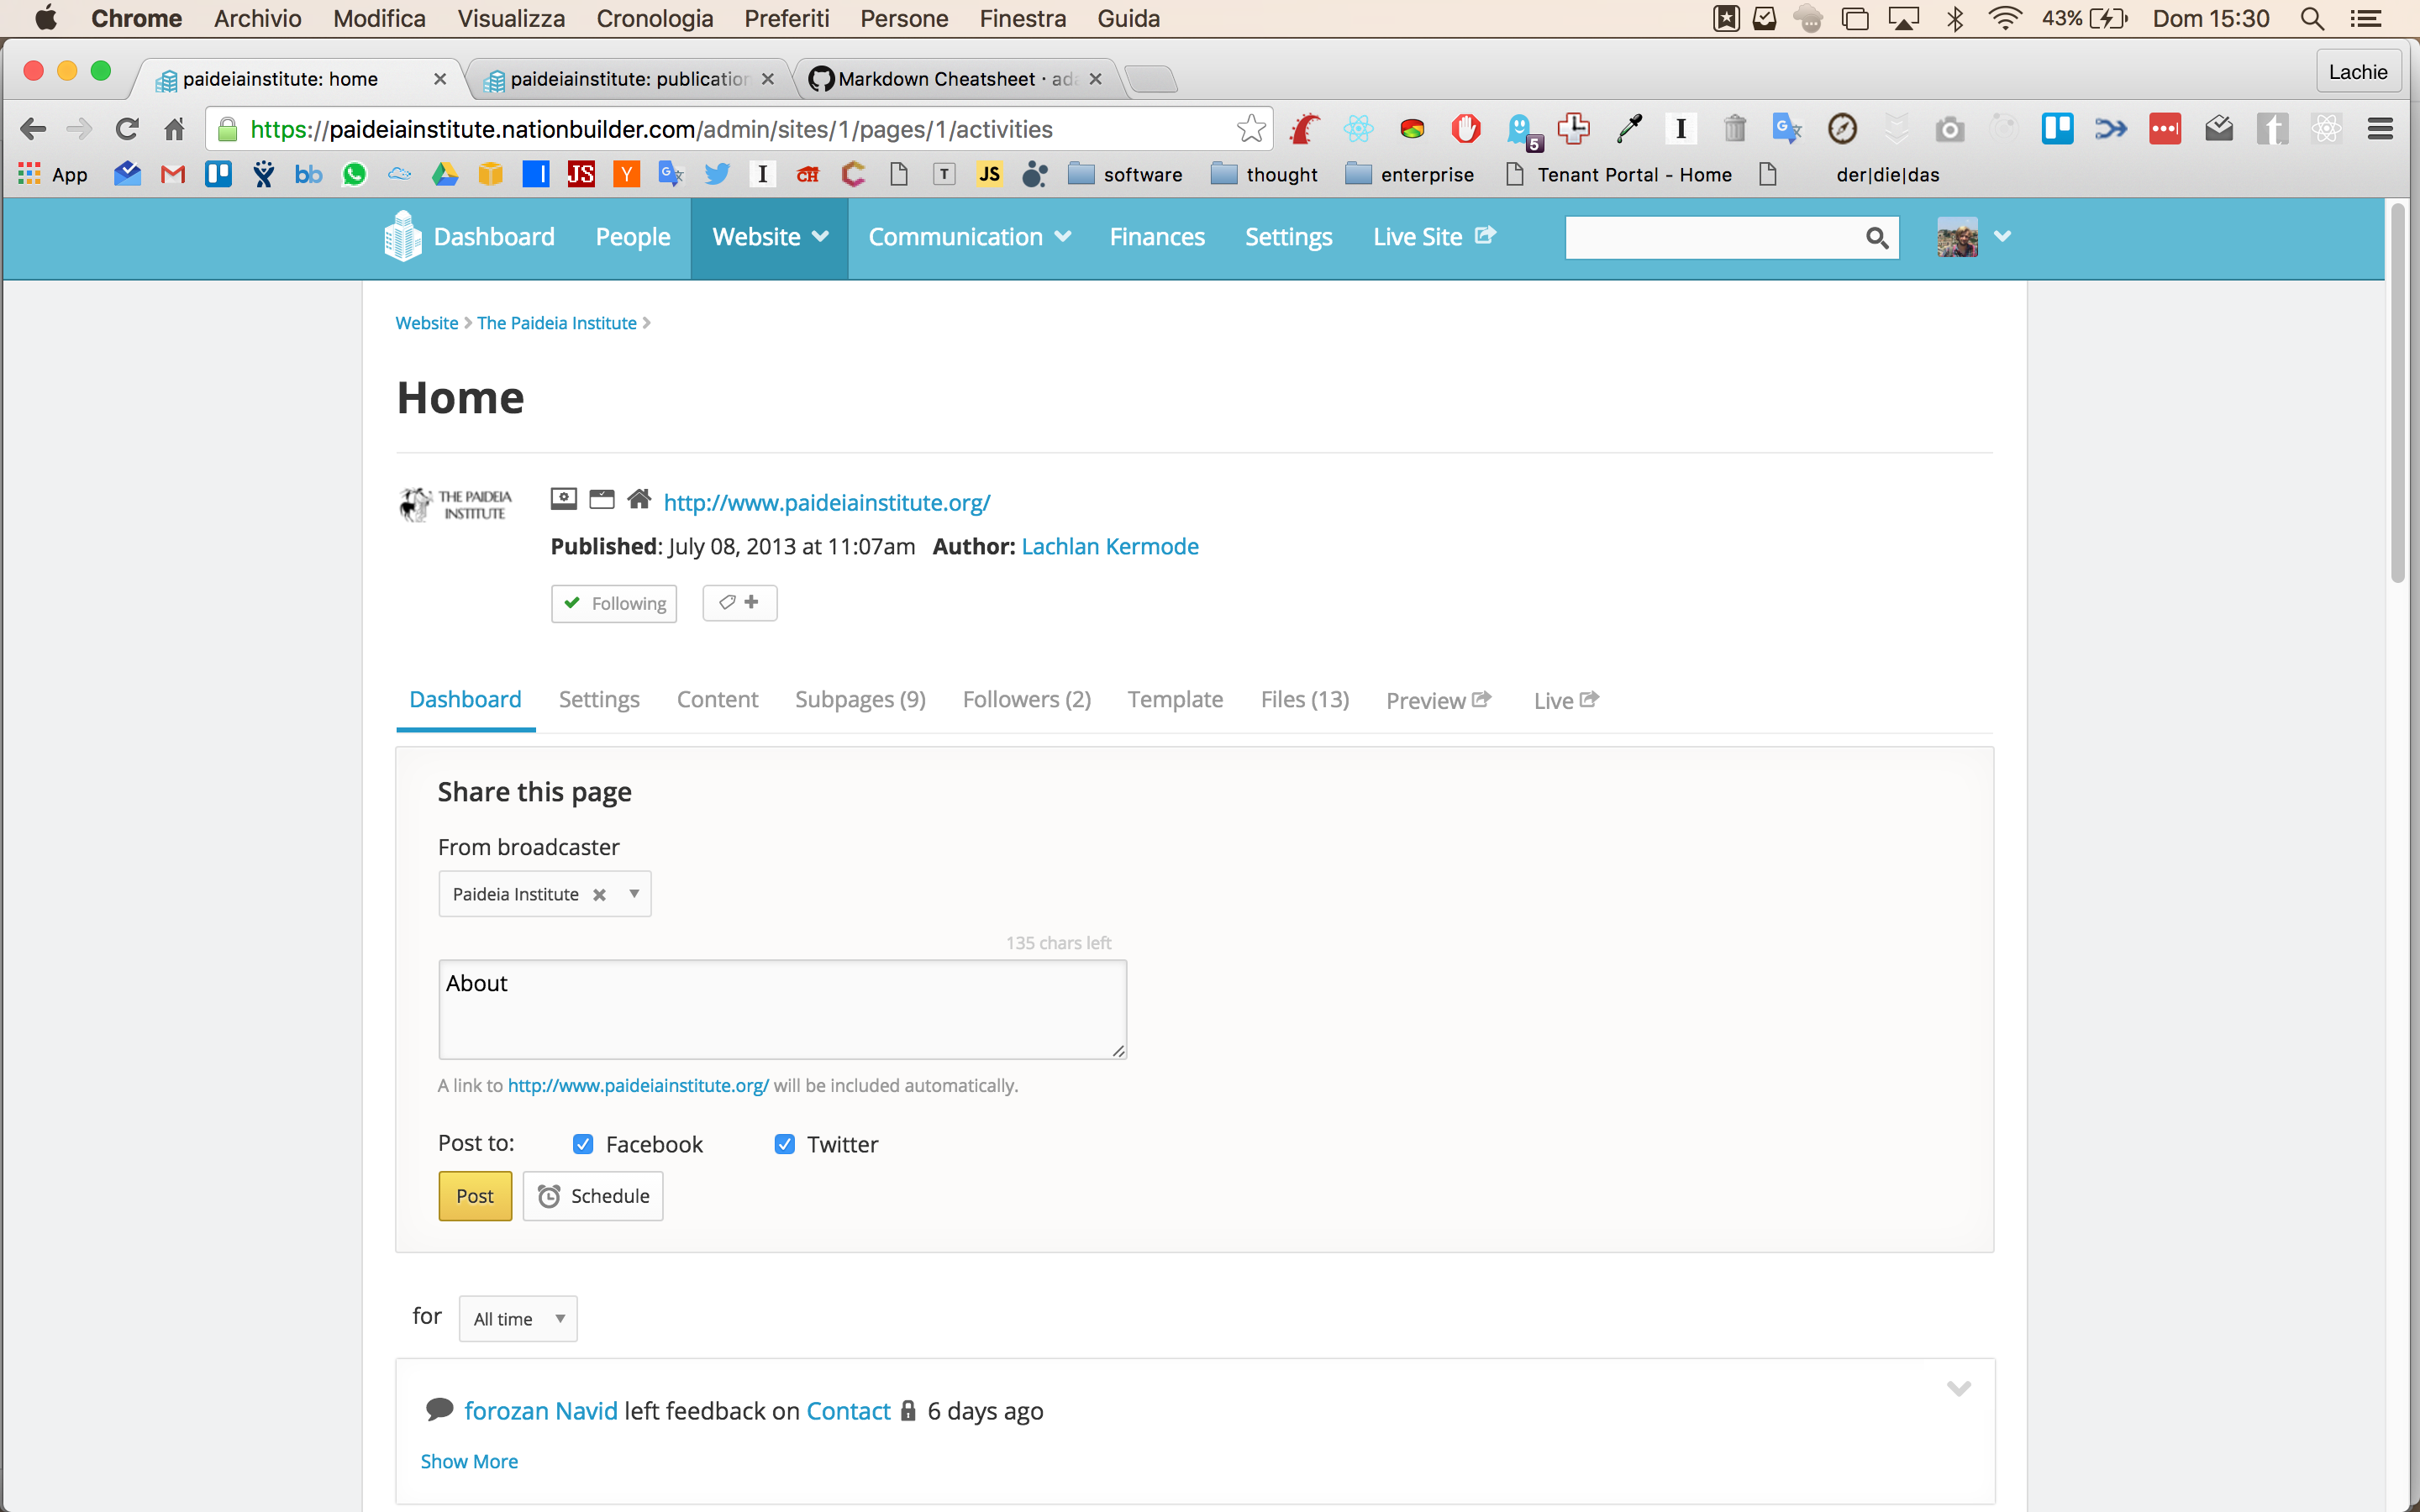 Chrome Archivio Modifica Visualizza Cronologia Preferiti Persone Finestra Guida 43% Dom 15:30
paideiainstitute: home paideiainstitute: publication Markdown Cheatsheet · ada Lachie
https://paideiainstitute.nationbuilder.com/admin/sites/1/pages/1/activities 5
App bb JS Y I T JS software thought enterprise Tenant Portal - Home der|die|das
Dashboard People Website Communication Finances Settings Live Site
Website > The Paideia Institute >
Home
THE PAIDEIA
INSTITUTE
http://www.paideiainstitute.org/
Published: July 08, 2013 at 11:07am Author: Lachlan Kermode
Following
Dashboard Settings Content Subpages (9) Followers (2) Template Files (13) Preview Live
Share this page
From broadcaster
Paideia Institute
135 chars left
About
A link to http://www.paideiainstitute.org/ will be included automatically.
Post to: Facebook Twitter
Post Schedule
for All time
forozan Navid left feedback on Contact 6 days ago
Show More